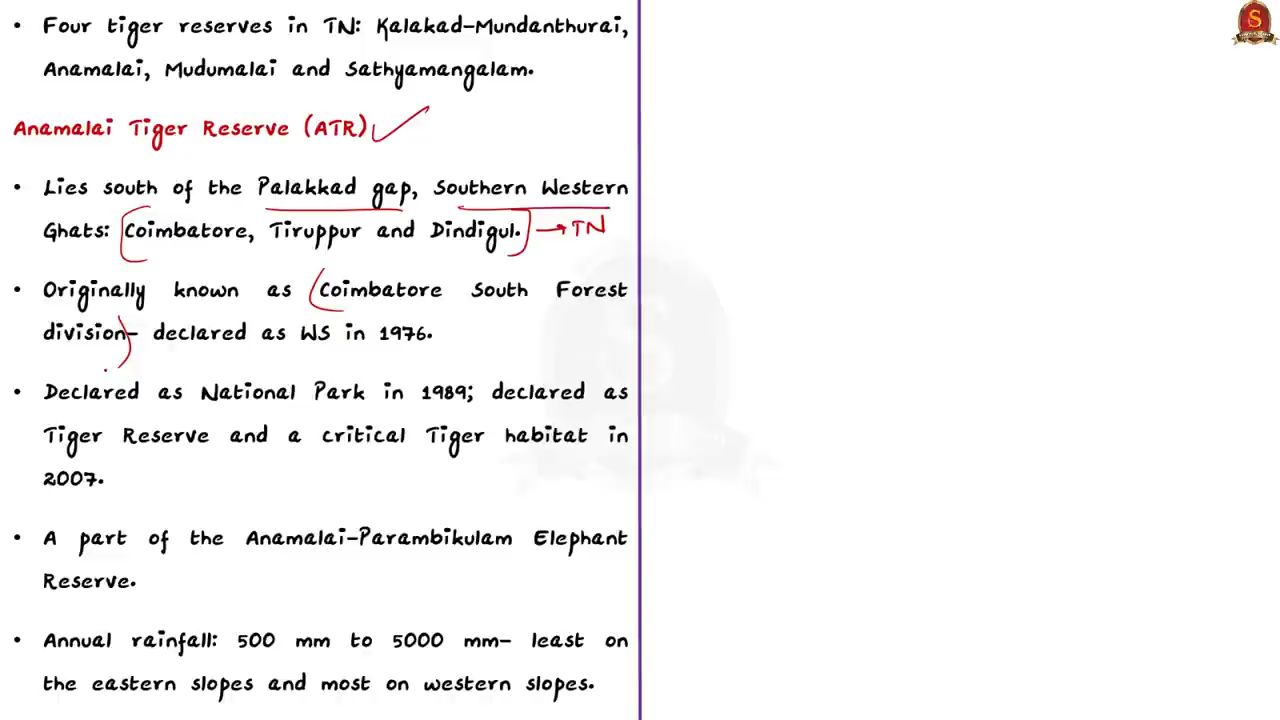 • Four tiger reserves in TN: Kalakad-Mundanthurai,
Anamalai, Mudumalai and Sathyamangalam.
Anamalai Tiger Reserve (ATR)
• Lies south of the Palakkad gap, Southern Western
Ghats: Coimbatore, Tiruppur and Dindigul. → TN
• Originally known as Coimbatore South Forest
division- declared as WS in 1976.
• Declared as National Park in 1989; declared as
Tiger Reserve and a critical Tiger habitat in
2007.
• A part of the Anamalai-Parambikulam Elephant
Reserve.
• Annual rainfall: 500 mm to 5000 mm- least on
the eastern slopes and most on western slopes.
S